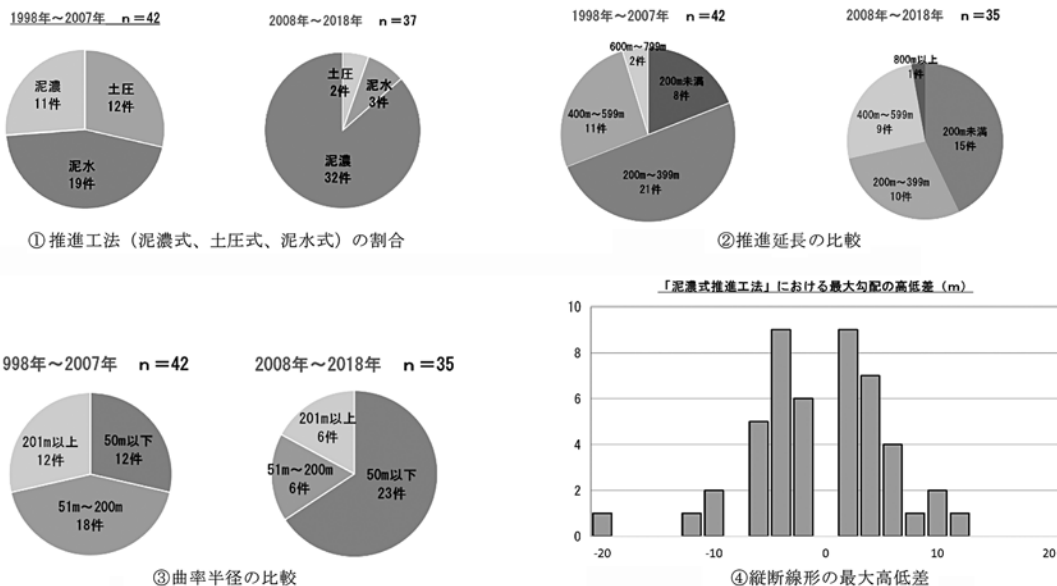 1998年～2007年 n＝42
2008年～2018年 n＝37
泥濃
11件
土圧
12件
泥水
19件
土圧
2件
泥水
3件
泥濃
32件
①推進工法（泥濃式、土圧式、泥水式）の割合
1998年～2007年 n＝42
2008年～2018年 n＝35
600m～799m
2件
200m未満
8件
400m～599m
11件
200m～399m
21件
800m以上
1件
400m～599m
9件
200m未満
15件
200m～399m
10件
②推進延長の比較
998年～2007年 n＝42
2008年～2018年 n＝35
201m以上
12件
50m以下
12件
51m～200m
18件
201m以上
6件
51m～200m
6件
50m以下
23件
③曲率半径の比較
「泥濃式推進工法」における最大勾配の高低差（m）
10
8
6
4
2
0
-20
-10
0
10
20
④縦断線形の最大高低差